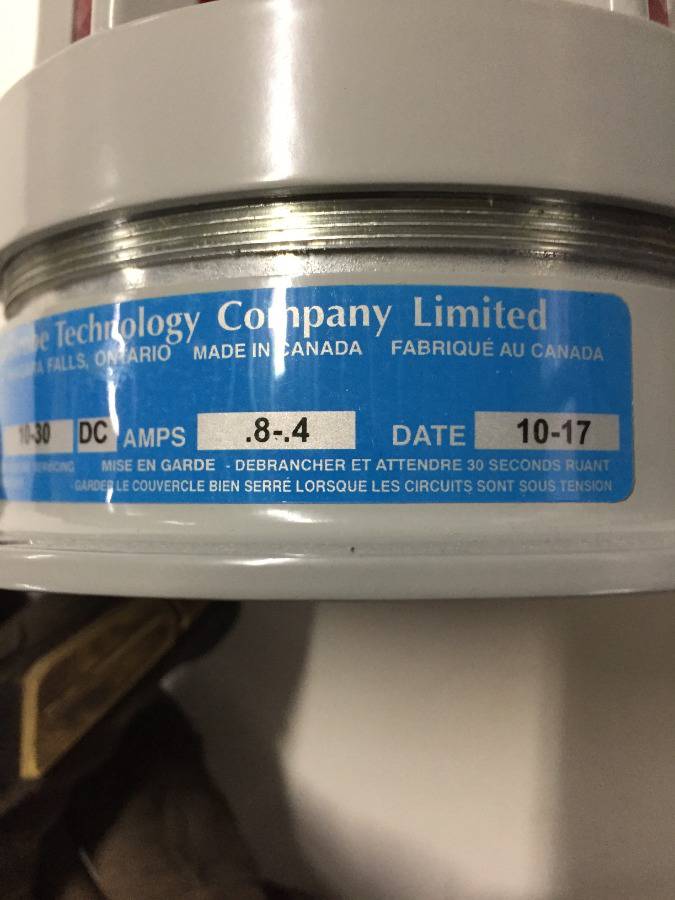 Technology Company Limited
FALLS, ONTARIO MADE IN CANADA FABRIQUÉ AU CANADA
10-30 DC AMPS .8-.4 DATE 10-17
MISE EN GARDE - DEBRANCHER ET ATTENDRE 30 SECONDS RUANT
GARDER LE COUVERCLE BIEN SERRÉ LORSQUE LES CIRCUITS SONT SOUS TENSION